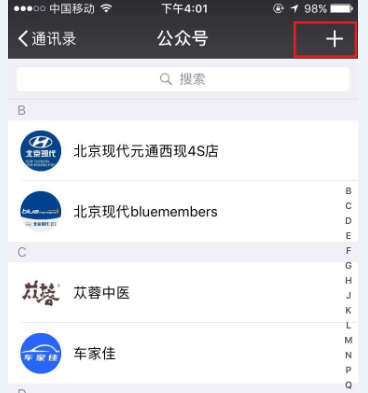 中国移动 下午4:01 98%
通讯录 公众号 +
搜索
B
北京现代
北京现代元通西现4S店
blue
北京现代bluemembers
C
苁蓉
苁蓉中医
车家佳
车家佳
D
B
C
D
E
F
G
H
J
K
L
M
N
P
Q